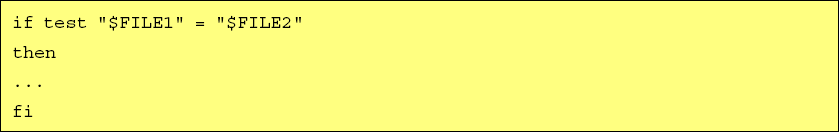 if test "$FILE1" = "$FILE2"
then
...
fi